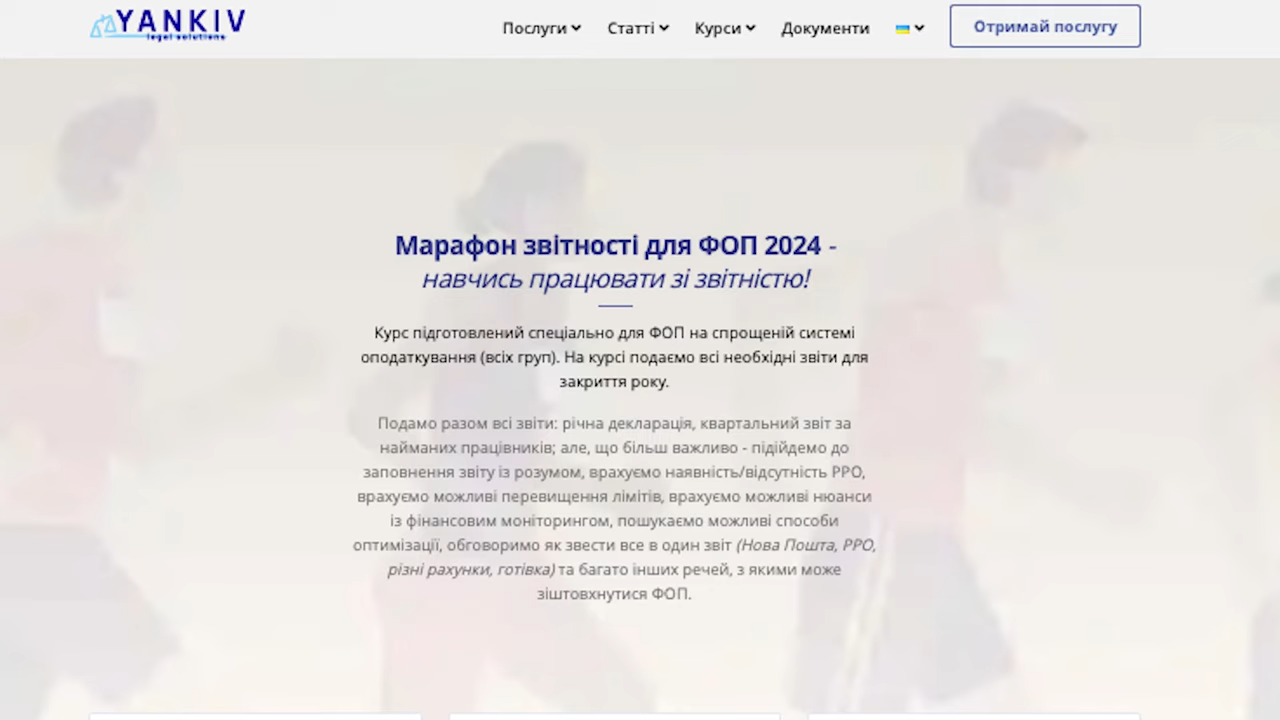 YANKIV
legal solutions
Послуги
Статті
Курси
Документи
Отримай послугу
Марафон звітності для ФОП 2024 -
навчись працювати зі звітністю!
Курс підготовлений спеціально для ФОП на спрощеній системі
оподаткування (всіх груп). На курсі подаємо всі необхідні звіти для
закриття року.
Подамо разом всі звіти: річна декларація, квартальний звіт за
найманих працівників; але, що більш важливо - підійдемо до
заповнення звіту із розумом, врахуємо наявність/відсутність РРО,
врахуємо можливі перевищення лімітів, врахуємо можливі нюанси
із фінансовим моніторингом, пошукаємо можливі способи
оптимізації, обговоримо як звести все в один звіт (Нова Пошта, РРО,
різні рахунки, готівка) та багато інших речей, з якими може
зіштовхнутися ФОП.